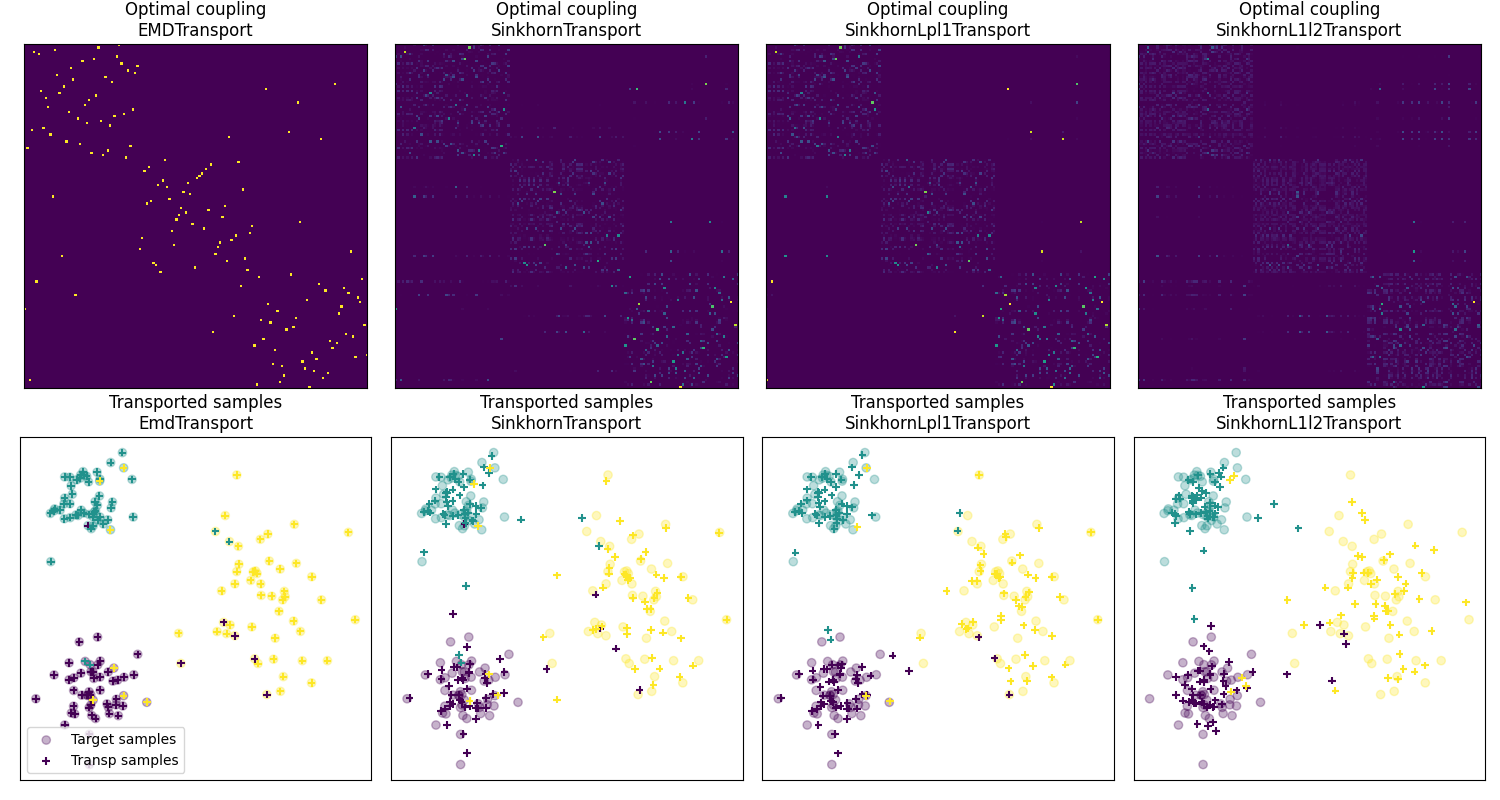 Optimal coupling
EMDTransport
Optimal coupling
SinkhornTransport
Optimal coupling
SinkhornLpl1Transport
Optimal coupling
SinkhornL1l2Transport
Transported samples
EmdTransport
Transported samples
SinkhornTransport
Transported samples
SinkhornLpl1Transport
Transported samples
SinkhornL1l2Transport
Target samples
Transp samples